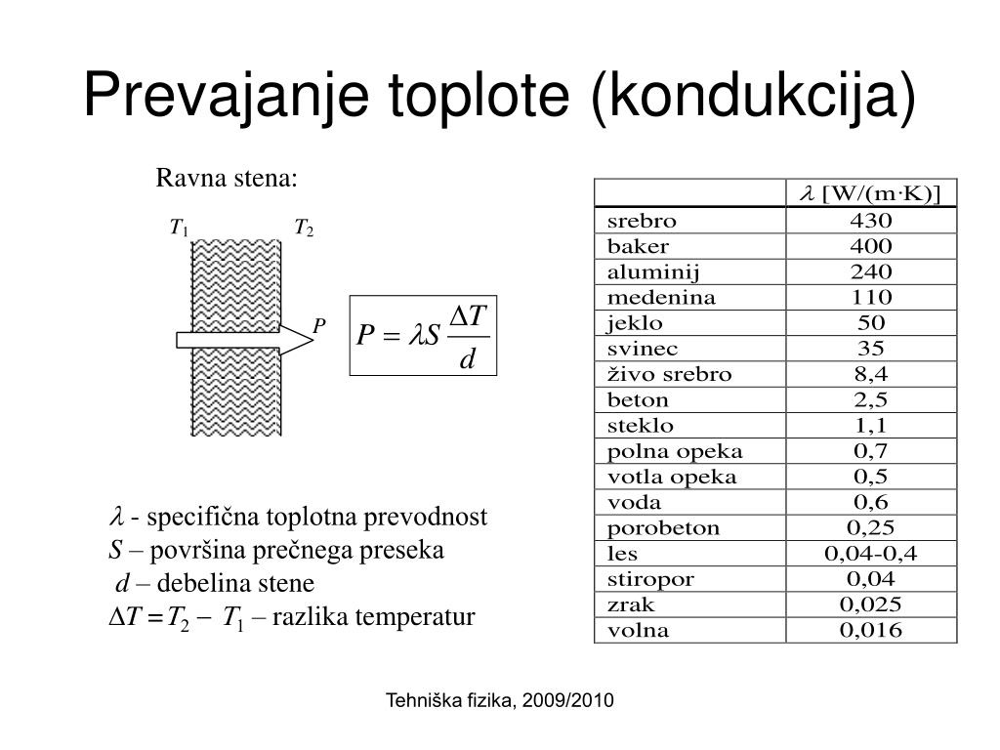 Prevajanje toplote (kondukcija)
Ravna stena:
T1 T2
P
P = λS ΔT/d
λ - specifična toplotna prevodnost
S – površina prečnega preseka
d – debelina stene
ΔT = T2 − T1 – razlika temperatur
λ [W/(m·K)]
srebro 430
baker 400
aluminij 240
medenina 110
jeklo 50
svinec 35
živo srebro 8,4
beton 2,5
steklo 1,1
polna opeka 0,7
votla opeka 0,5
voda 0,6
porobeton 0,25
les 0,04-0,4
stiropor 0,04
zrak 0,025
volna 0,016
Tehniška fizika, 2009/2010